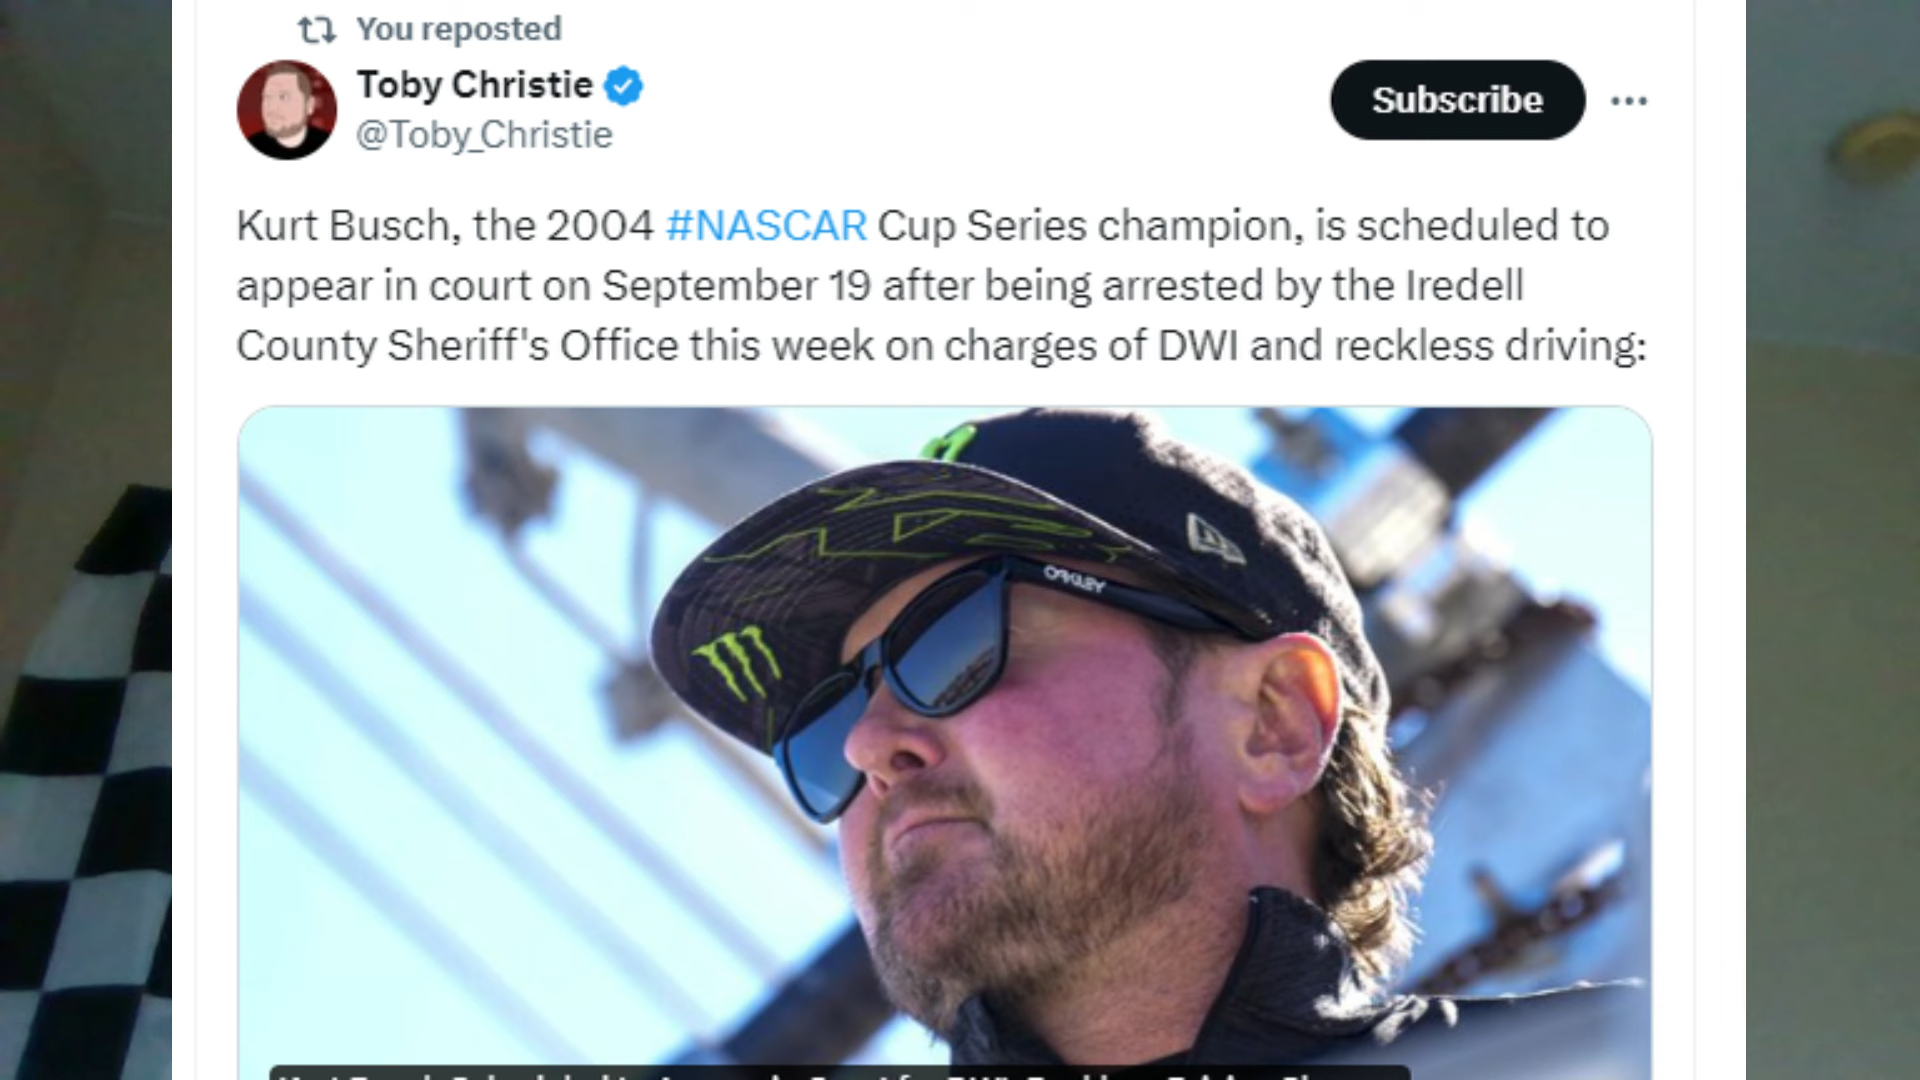 You reposted
Toby Christie
@Toby_Christie
Subscribe
Kurt Busch, the 2004 #NASCAR Cup Series champion, is scheduled to
appear in court on September 19 after being arrested by the Iredell
County Sheriff's Office this week on charges of DWI and reckless driving:
OAKLEY